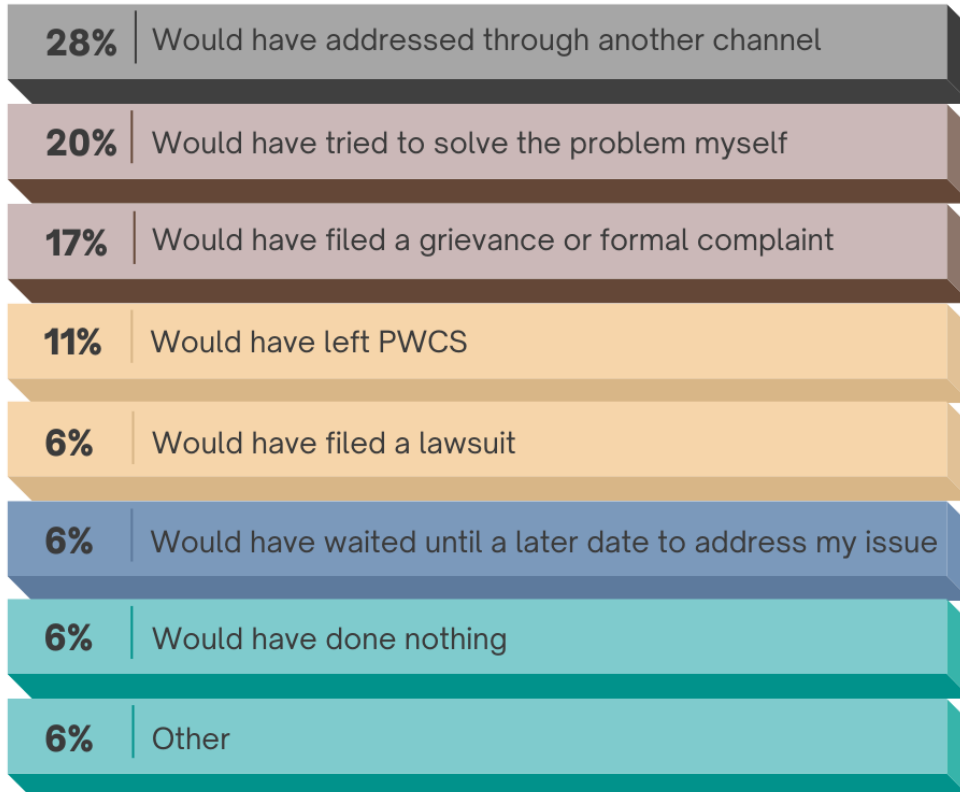 28% Would have addressed through another channel
20% Would have tried to solve the problem myself
17% Would have filed a grievance or formal complaint
11% Would have left PWCS
6% Would have filed a lawsuit
6% Would have waited until a later date to address my issue
6% Would have done nothing
6% Other